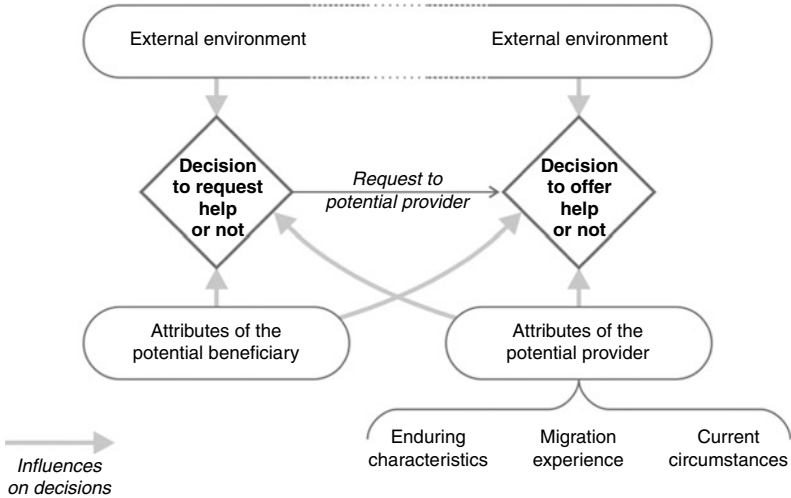 External environment
External environment
Decision
to request
help
or not
Request to
potential provider
Decision
to offer
help
or not
Attributes of the
potential beneficiary
Attributes of the
potential provider
Enduring
characteristics
Migration
experience
Current
circumstances
Influences
on decisions